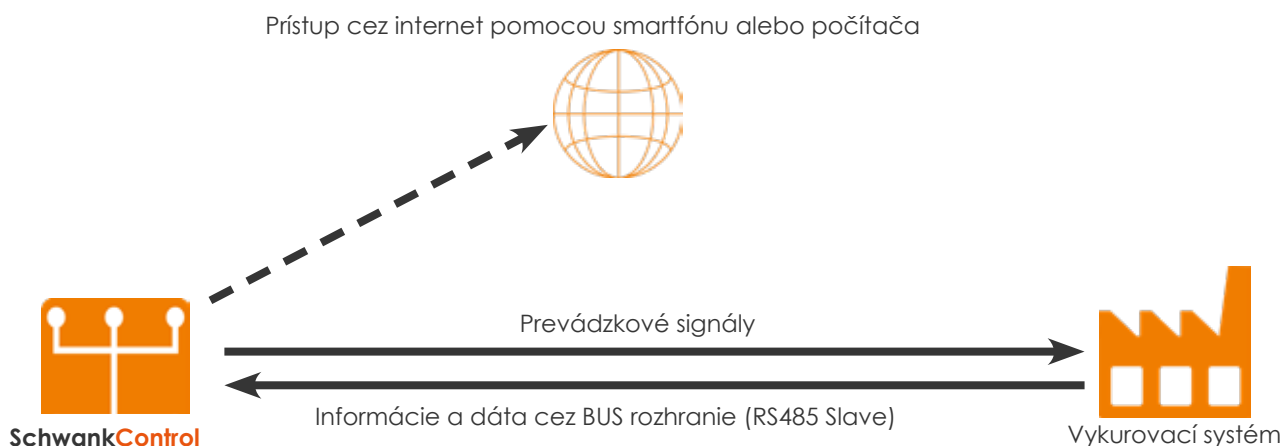 Prístup cez internet pomocou smartfónu alebo počítača
Prevádzkové signály
Informácie a dáta cez BUS rozhranie (RS485 Slave)
SchwankControl
Vykurovací systém